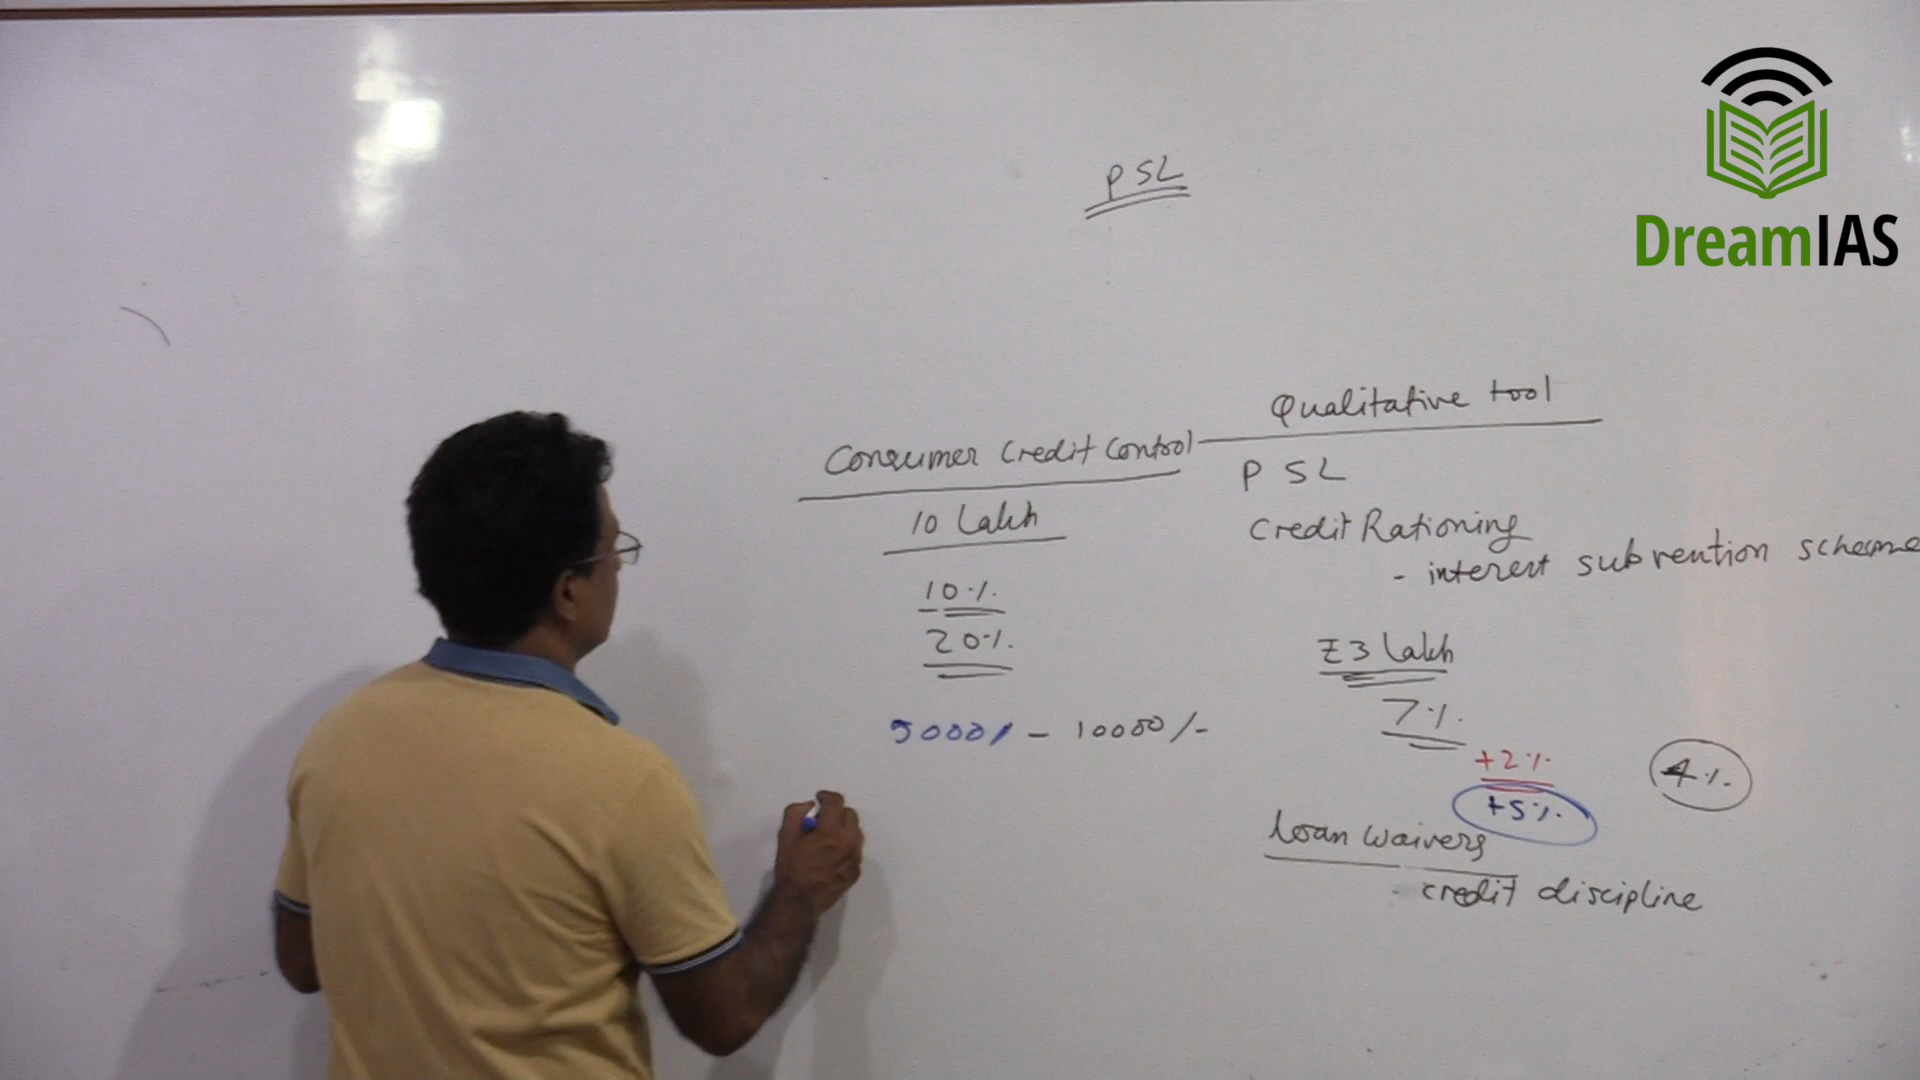 DreamIAS
PSL
Qualitative tool
Consumer Credit Control
PSL
10 Lakh
Credit Rationing
- interest subvention scheme
10%
20%
₹3 Lakh
7%
5000/ - 10000/-
+2%
4%
+5%
Loan waivers
- credit discipline